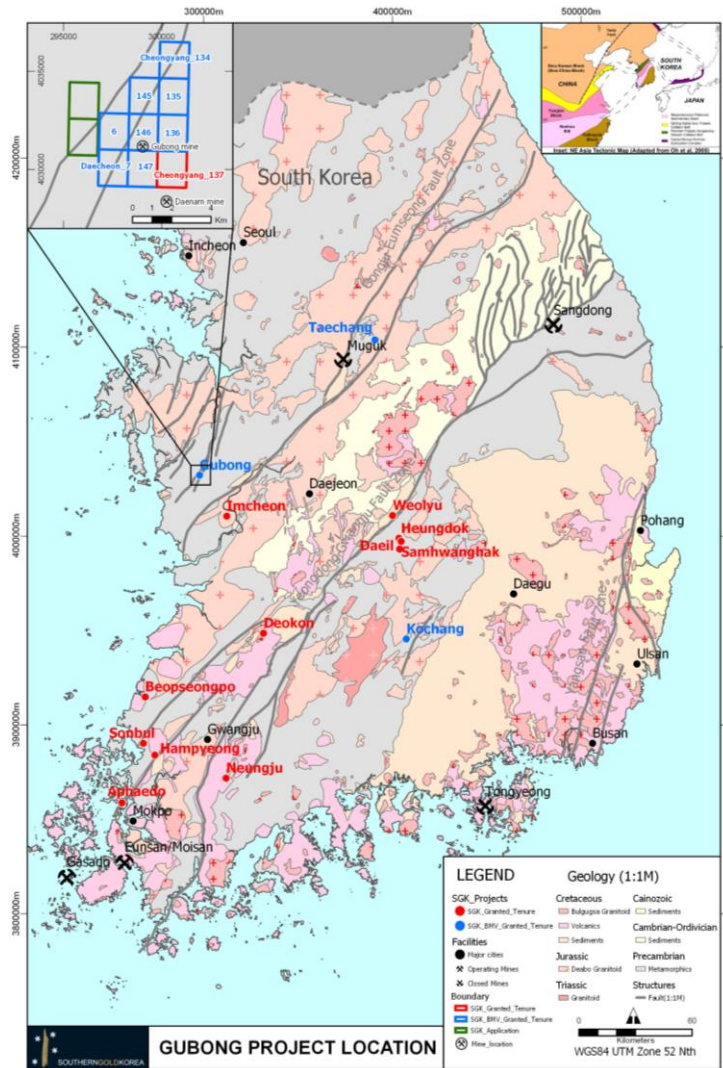 300000m
400000m
500000m
295000
300000
4035000
4030000
Cheongyang_134
145
135
6
146
136
Gubong mine
Daecheon_7
147
Cheongyang_137
Daenam mine
0 1 2 4
Km
CHINA
SOUTH KOREA
JAPAN
Inset: NE Asia Tectonic Map (Adapted from Oh et al. 2006)
4200000m
4100000m
4000000m
3900000m
3800000m
South Korea
Gongju-Eumseong Fault Zone
Seoul
Incheon
Sangdong
Taechang
Muguk
Gubong
Daejeon
Imcheon
Weolyu
Heungdok
Daeil
Samhwanghak
Pohang
Daegu
Deokon
Kochang
Ulsan
Beopseongpo
Gwangju
Sonbul
Hampyeong
Neungju
Busan
Aphaedo
Mokpo
Tongyeong
Eunsan/Moisan
Gasado
LEGEND
SGK_Projects
SGK_Granted_Tenure
SGK_BMV_Granted_Tenure
Facilities
Major cities
Operating Mines
Closed Mines
Boundary
SGK_Granted_Tenure
SGK_BMV_Granted_Tenure
SGK_Application
Mine_location
Geology (1:1M)
Cretaceous
Bulgugsa Granitoid
Volcanics
Sediments
Jurassic
Deabo Granitoid
Triassic
Granitoid
Cainozoic
Sediments
Cambrian-Ordivician
Sediments
Precambrian
Metamorphics
Structures
Fault(1:1M)
0 60
Kilometers
WGS84 UTM Zone 52 Nth
SOUTHERNGOLDKOREA
GUBONG PROJECT LOCATION